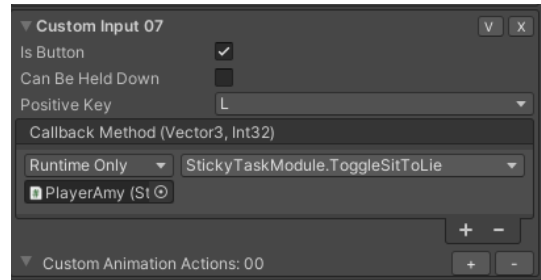 Custom Input 07 V X
Is Button
Can Be Held Down
Positive Key L
Callback Method (Vector3, Int32)
Runtime Only StickyTaskModule.ToggleSitToLie
PlayerAmy (St
+ -
Custom Animation Actions: 00 + -